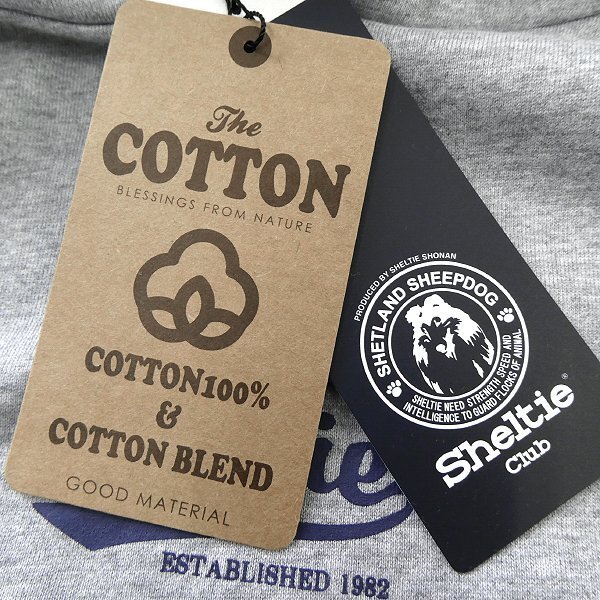 The
COTTON
BLESSINGS FROM NATURE
COTTON100%
&
COTTON BLEND
GOOD MATERIAL
PRODUCED BY SHELTIE SHONAN
SHETLAND SHEEPDOG
SHELTIE NEED STRENGTH SPEED AND
INTELLIGENCE TO GUARD FLOCKS OF ANIMAL
Sheltie®
Club
tie
ESTABLISHED 1982